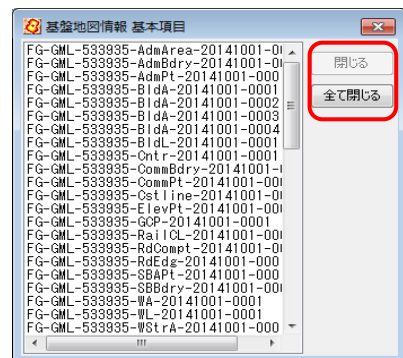 基盤地図情報 基本項目
FG-GML-533935-AdmArea-20141001-0
FG-GML-533935-AdmBdry-20141001-0
FG-GML-533935-AdmPt-20141001-000
FG-GML-533935-BldA-20141001-0001
FG-GML-533935-BldA-20141001-0002
FG-GML-533935-BldA-20141001-0003
FG-GML-533935-BldA-20141001-0004
FG-GML-533935-BldL-20141001-0001
FG-GML-533935-Cntr-20141001-0001
FG-GML-533935-CommBdry-20141001-
FG-GML-533935-CommPt-20141001-00
FG-GML-533935-Cstline-20141001-0
FG-GML-533935-ElevPt-20141001-00
FG-GML-533935-GCP-20141001-0001
FG-GML-533935-RailCL-20141001-00
FG-GML-533935-RdCompt-20141001-0
FG-GML-533935-RdEdg-20141001-000
FG-GML-533935-SBAPt-20141001-000
FG-GML-533935-SBBdry-20141001-00
FG-GML-533935-WA-20141001-0001
FG-GML-533935-WL-20141001-0001
FG-GML-533935-WStrA-20141001-000
閉じる
全て閉じる